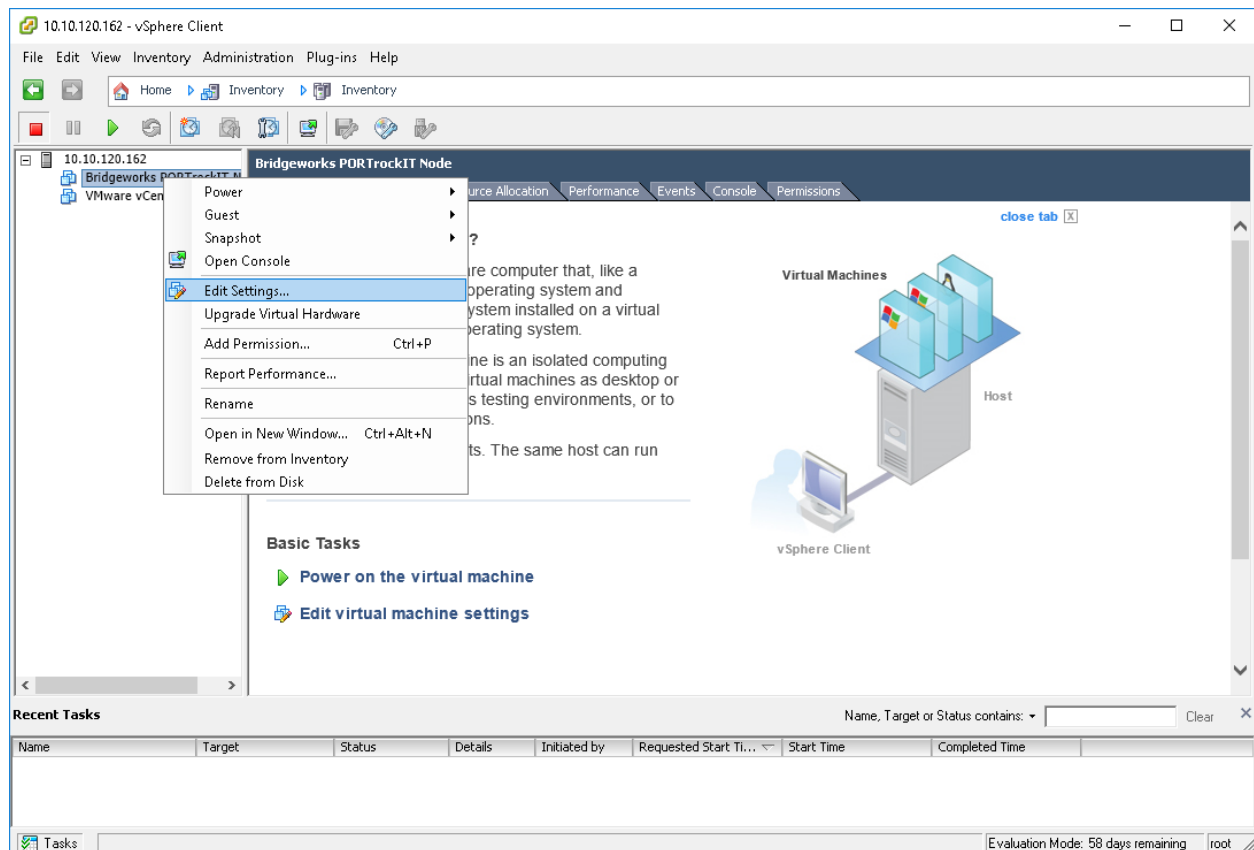 10.10.120.162 - vSphere Client
File Edit View Inventory Administration Plug-ins Help
Home Inventory Inventory
10.10.120.162
Bridgeworks PORTrockIT N
VMware vCen
Bridgeworks PORTrockIT Node
urce Allocation Performance Events Console Permissions
close tab X
Power
Guest
Snapshot
Open Console
Edit Settings...
Upgrade Virtual Hardware
Add Permission... Ctrl+P
Report Performance...
Rename
Open in New Window... Ctrl+Alt+N
Remove from Inventory
Delete from Disk
?
re computer that, like a
operating system and
ystem installed on a virtual
perating system.
ne is an isolated computing
irtual machines as desktop or
s testing environments, or to
ons.
ts. The same host can run
Virtual Machines
Host
vSphere Client
Basic Tasks
Power on the virtual machine
Edit virtual machine settings
Recent Tasks Name, Target or Status contains: Clear
Name Target Status Details Initiated by Requested Start Ti... Start Time Completed Time
Tasks Evaluation Mode: 58 days remaining root